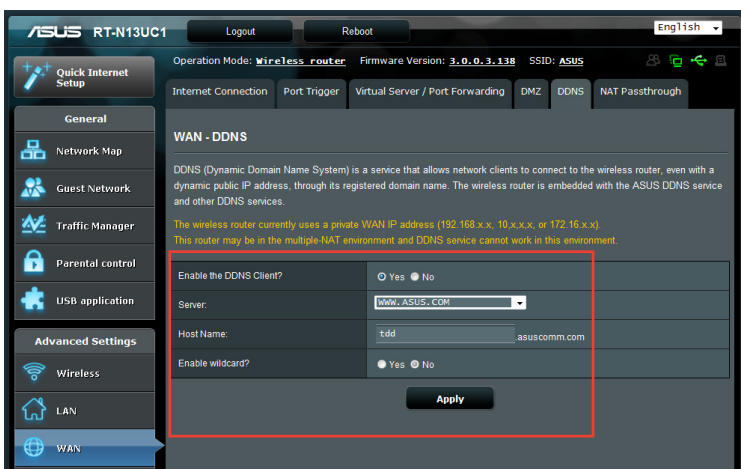 ASUS RT-N13UC1 Logout Reboot English
Operation Mode: Wireless router Firmware Version: 3.0.0.3.138 SSID: ASUS
Quick Internet
Setup
Internet Connection Port Trigger Virtual Server / Port Forwarding DMZ DDNS NAT Passthrough
General
Network Map
Guest Network
Traffic Manager
Parental control
USB application
Advanced Settings
Wireless
LAN
WAN
WAN - DDNS
DDNS (Dynamic Domain Name System) is a service that allows network clients to connect to the wireless router, even with a
dynamic public IP address, through its registered domain name. The wireless router is embedded with the ASUS DDNS service
and other DDNS services.
The wireless router currently uses a private WAN IP address (192.168.x.x, 10,x,x,x, or 172.16.x.x).
This router may be in the multiple-NAT environment and DDNS service cannot work in this environment.
Enable the DDNS Client? Yes No
Server: WWW.ASUS.COM
Host Name: tdd .asuscomm.com
Enable wildcard? Yes No
Apply